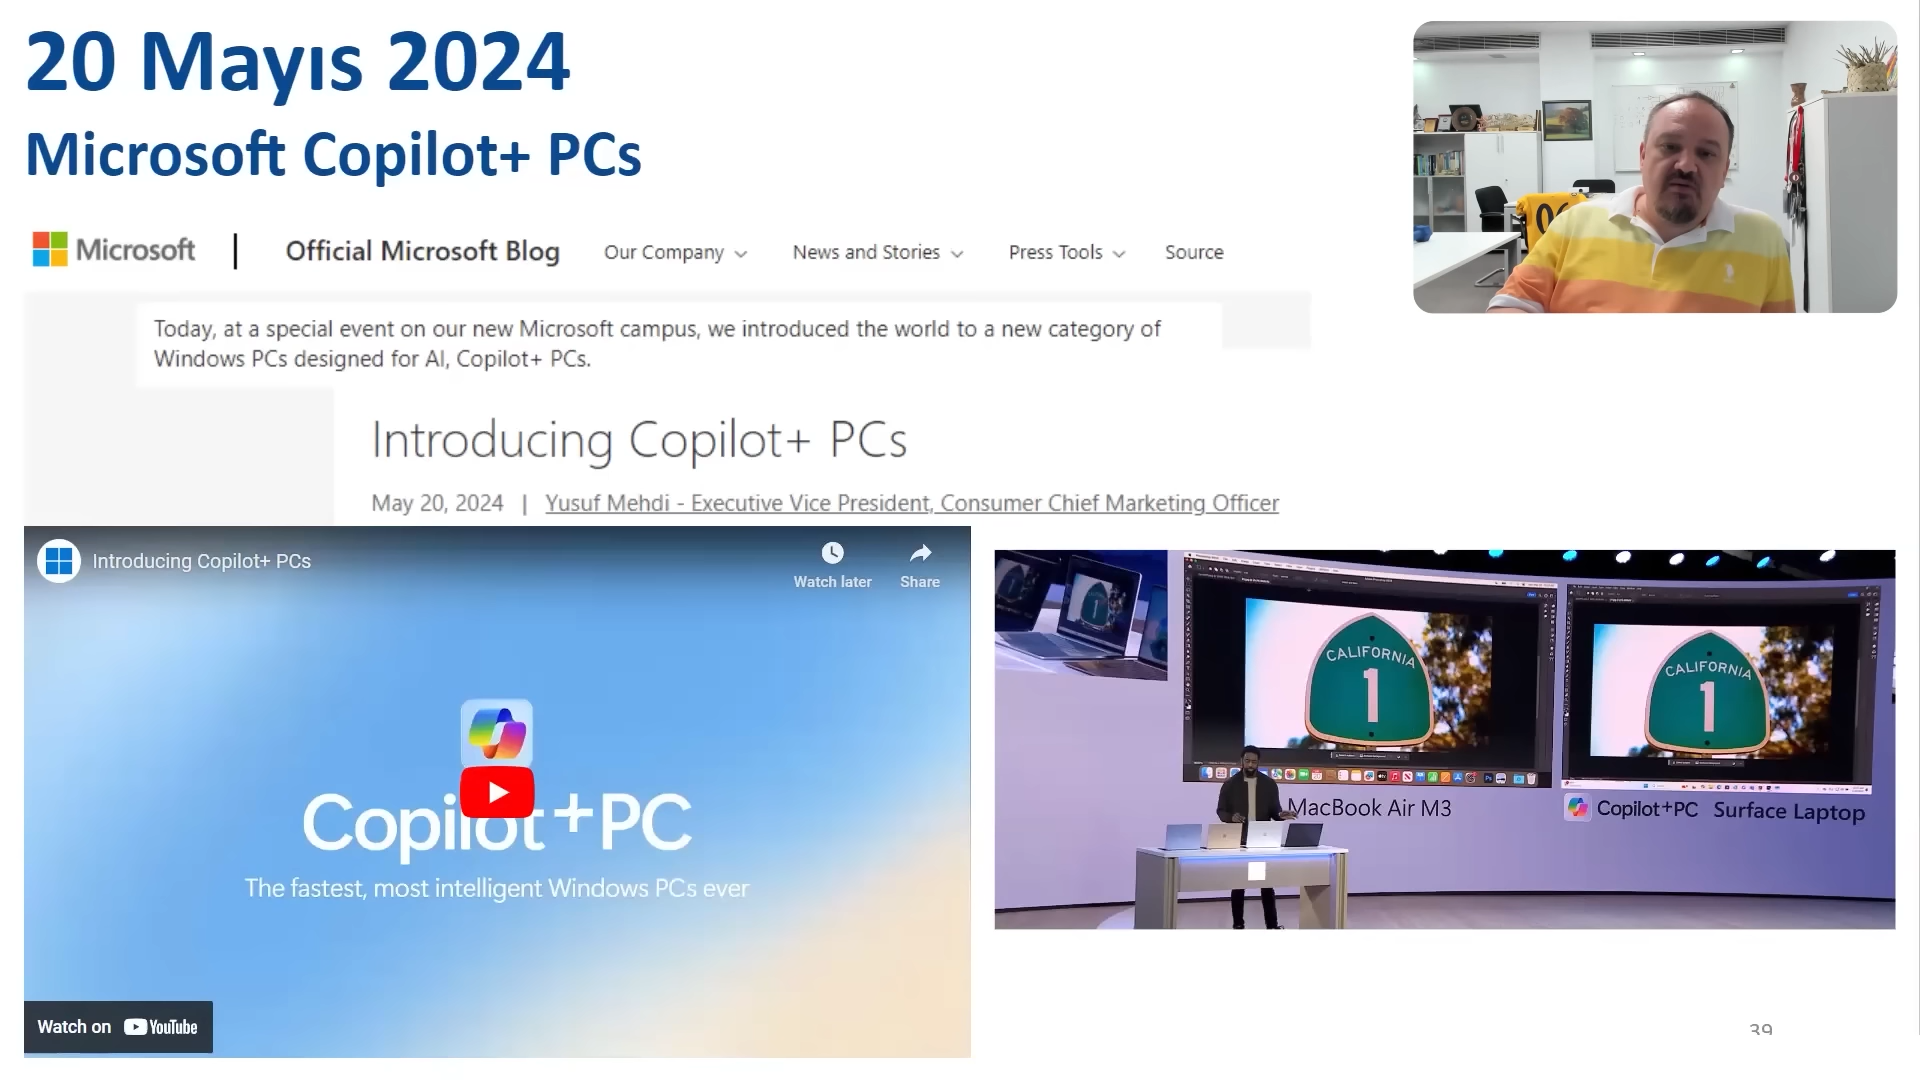 20 Mayıs 2024
Microsoft Copilot+ PCs
Microsoft | Official Microsoft Blog Our Company News and Stories Press Tools Source
Today, at a special event on our new Microsoft campus, we introduced the world to a new category of
Windows PCs designed for AI, Copilot+ PCs.
Introducing Copilot+ PCs
May 20, 2024 | Yusuf Mehdi - Executive Vice President, Consumer Chief Marketing Officer
Introducing Copilot+ PCs
Watch later Share
Copilot+PC
The fastest, most intelligent Windows PCs ever
Watch on YouTube
CALIFORNIA
1
CALIFORNIA
1
1
MacBook Air M3
Copilot+PC Surface Laptop
39